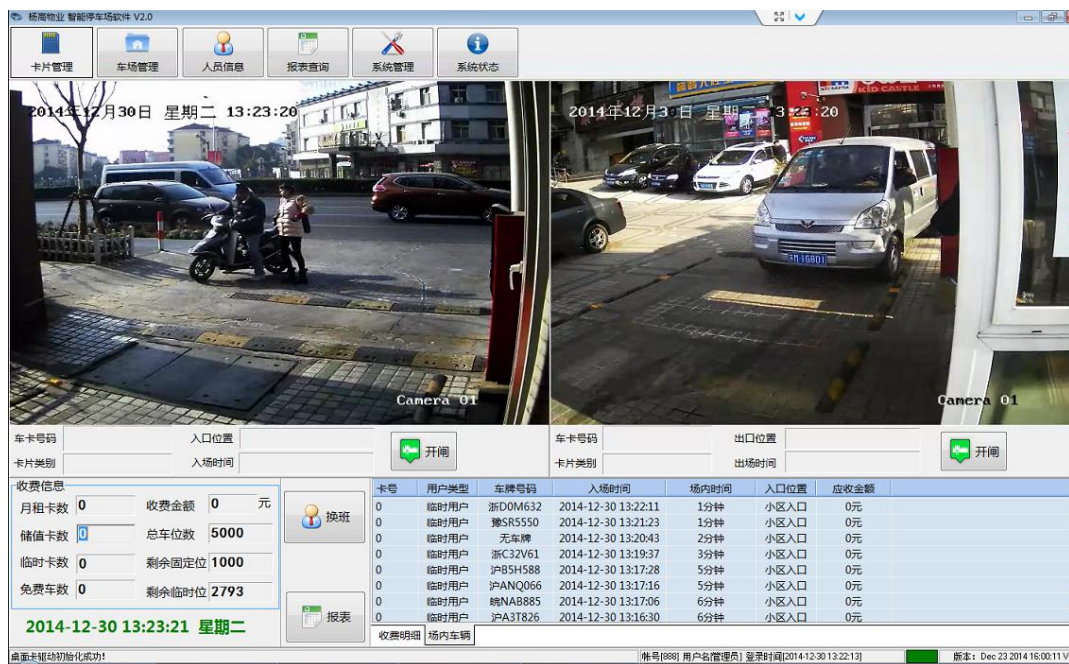 杨高物业 智能停车场软件 V2.0
卡片管理 车场管理 人员信息 报表查询 系统管理 系统状态
2014年12月30日 星期二 13:23:20
Camera 01
2014年12月3 日 星期 3:23:20
KID CASTLE
Camera 01
车卡号码 入口位置
卡片类别 入场时间
开闸
车卡号码 出口位置
卡片类别 出场时间
开闸
收费信息
月租卡数 0 收费金额 0 元
储值卡数 0 总车位数 5000
临时卡数 0 剩余固定位 1000
免费车数 0 剩余临时位 2793
2014-12-30 13:23:21 星期二
换班
报表
卡号 用户类型 车牌号码 入场时间 场内时间 入口位置 应收金额
0 临时用户 浙D0M632 2014-12-30 13:22:11 1分钟 小区入口 0元
0 临时用户 豫SR5550 2014-12-30 13:21:23 1分钟 小区入口 0元
0 临时用户 无车牌 2014-12-30 13:20:43 2分钟 小区入口 0元
0 临时用户 浙C32V61 2014-12-30 13:19:37 3分钟 小区入口 0元
0 临时用户 沪B5H588 2014-12-30 13:17:28 5分钟 小区入口 0元
0 临时用户 沪ANQ066 2014-12-30 13:17:16 5分钟 小区入口 0元
0 临时用户 皖NAB885 2014-12-30 13:17:06 6分钟 小区入口 0元
0 临时用户 沪A3T826 2014-12-30 13:16:30 6分钟 小区入口 0元
收费明细 场内车辆
桌面卡驱动初始化成功!
帐号[888] 用户名[管理员] 登录时间[2014-12-30 13:22:13]
版本: Dec 23 2014 16:00:11 V